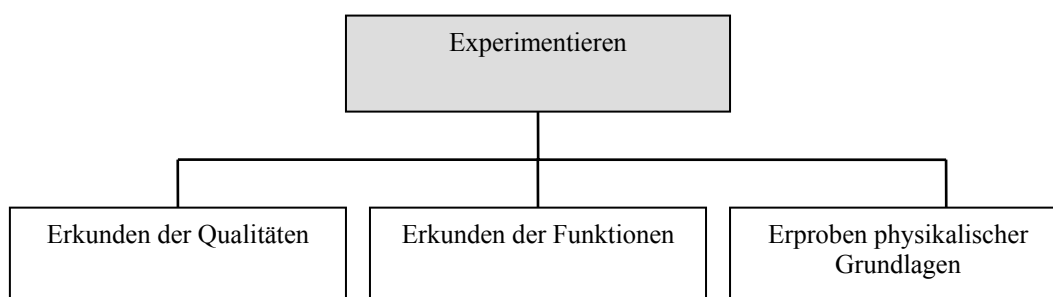 Experimentieren
Erkunden der Qualitäten
Erkunden der Funktionen
Erproben physikalischer
Grundlagen